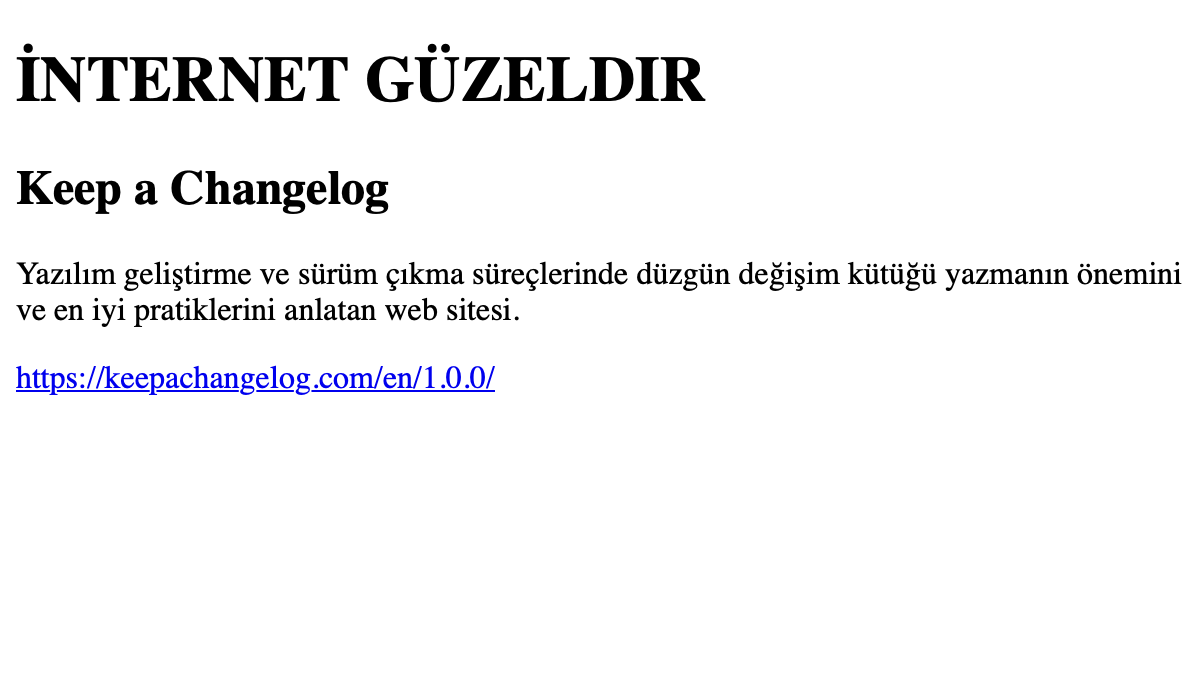 İNTERNET GÜZELDIR
Keep a Changelog
Yazılım geliştirme ve sürüm çıkma süreçlerinde düzgün değişim kütüğü yazmanın önemini
ve en iyi pratiklerini anlatan web sitesi.
https://keepachangelog.com/en/1.0.0/